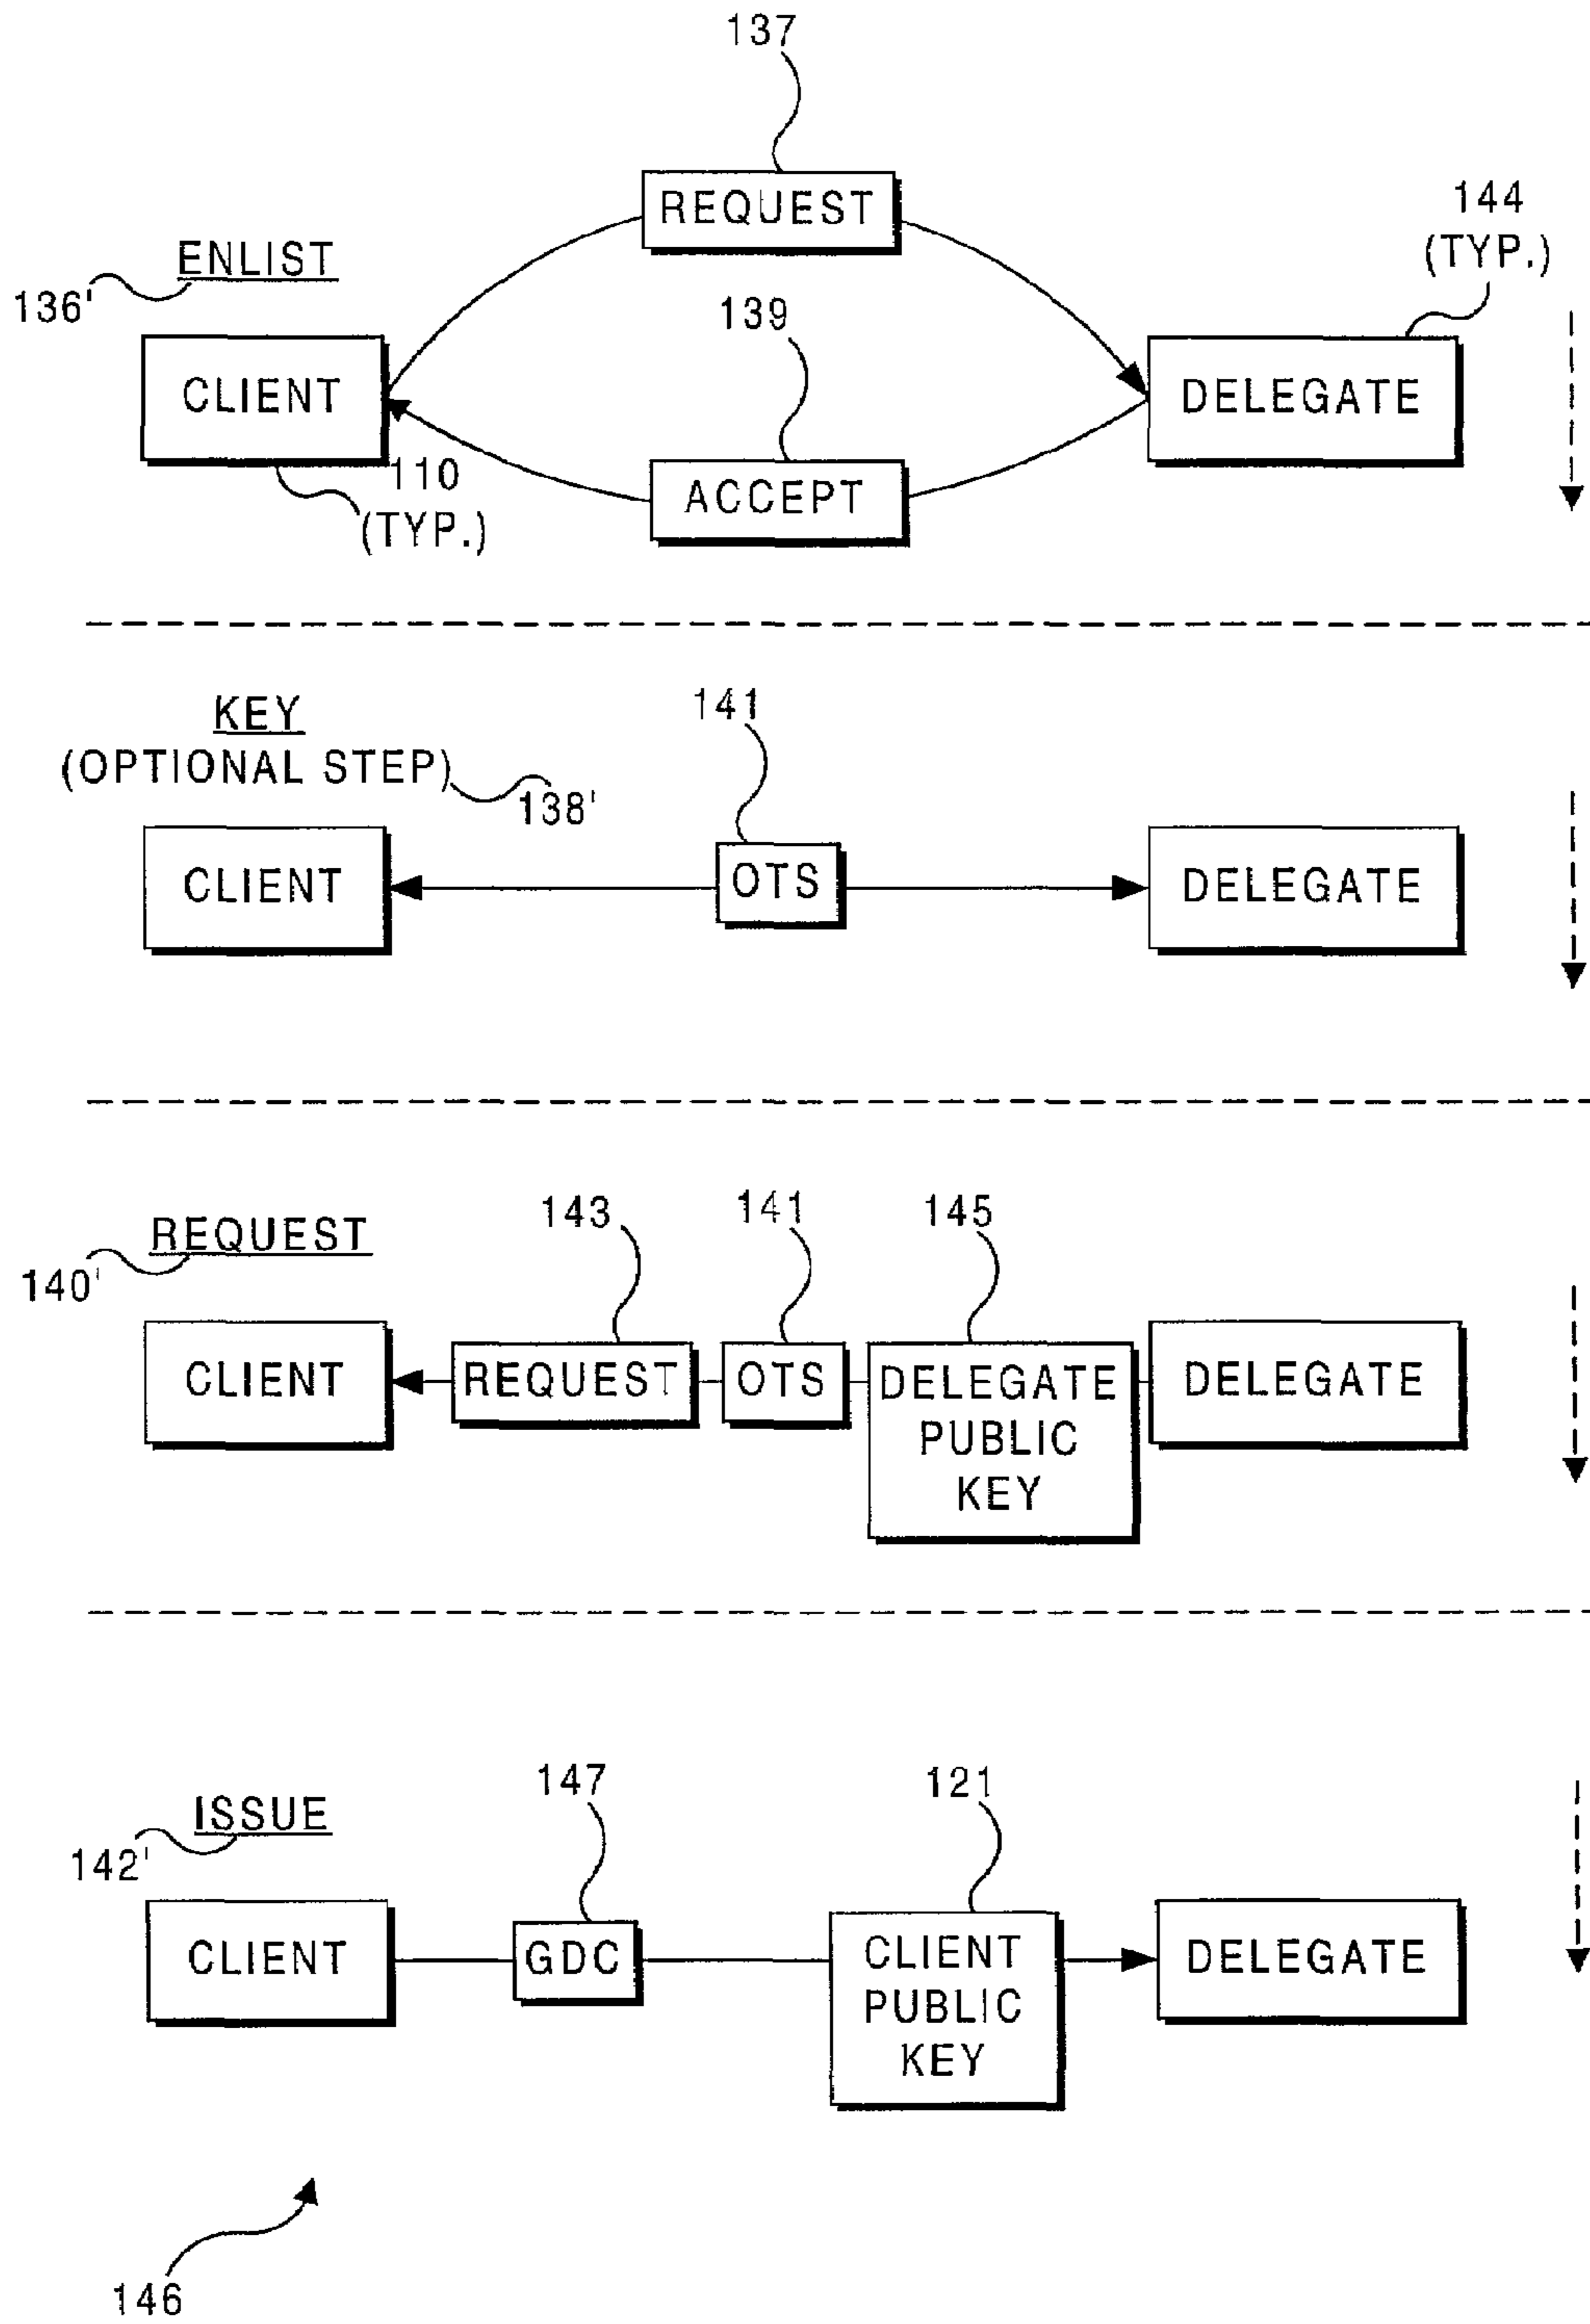 137
REQUEST
144
(TYP.)
ENLIST
136'
139
CLIENT
DELEGATE
110
(TYP.)
ACCEPT
KEY
(OPTIONAL STEP)
138'
141
CLIENT
OTS
DELEGATE
REQUEST
140'
143
141
145
CLIENT
REQUEST
OTS
DELEGATE
PUBLIC
KEY
DELEGATE
ISSUE
142'
147
121
CLIENT
GDC
CLIENT
PUBLIC
KEY
DELEGATE
146